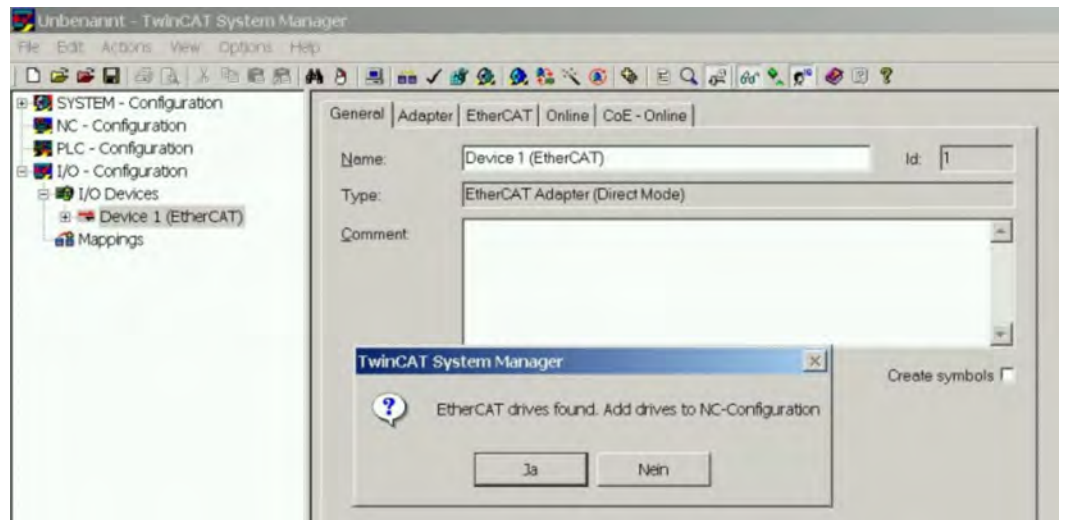 Unbenannt - TwinCAT System Manager
File Edit Actions View Options Help
SYSTEM - Configuration
NC - Configuration
PLC - Configuration
I/O - Configuration
I/O Devices
Device 1 (EtherCAT)
Mappings
General Adapter EtherCAT Online CoE - Online
Name: Device 1 (EtherCAT) Id: 1
Type: EtherCAT Adapter (Direct Mode)
Comment:
Create symbols
TwinCAT System Manager
EtherCAT drives found. Add drives to NC-Configuration
Ja Nein